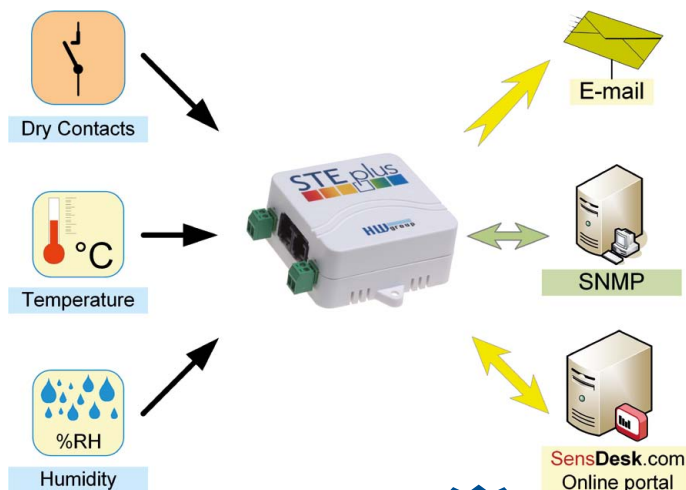 Dry Contacts
°C
Temperature
%RH
Humidity
STE plus
HW group
E-mail
SNMP
SensDesk.com
Online portal